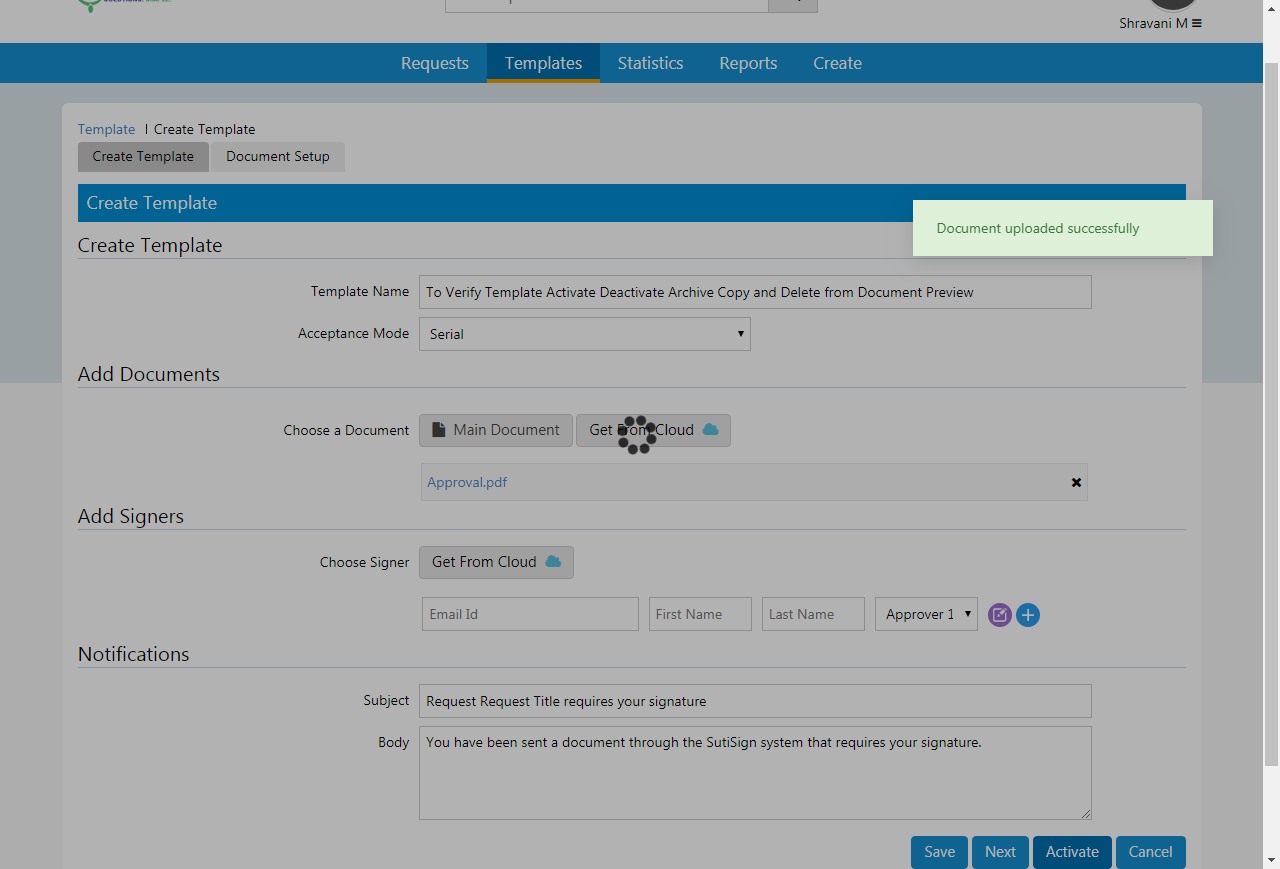 Shravani M
Requests Templates Statistics Reports Create
Template | Create Template
Create Template Document Setup
Create Template
Document uploaded successfully
Create Template
Template Name To Verify Template Activate Deactivate Archive Copy and Delete from Document Preview
Acceptance Mode Serial
Add Documents
Choose a Document Main Document Get From Cloud
Approval.pdf
Add Signers
Choose Signer Get From Cloud
Email Id First Name Last Name Approver 1
Notifications
Subject Request Request Title requires your signature
Body You have been sent a document through the SutiSign system that requires your signature.
Save Next Activate Cancel